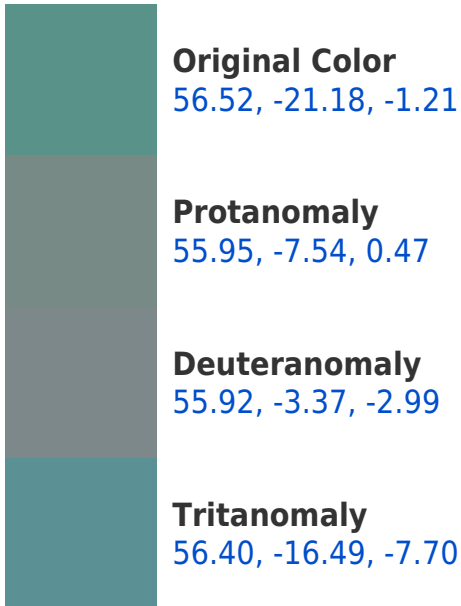 Original Color
56.52, -21.18, -1.21
Protanomaly
55.95, -7.54, 0.47
Deuteranomaly
55.92, -3.37, -2.99
Tritanomaly
56.40, -16.49, -7.70